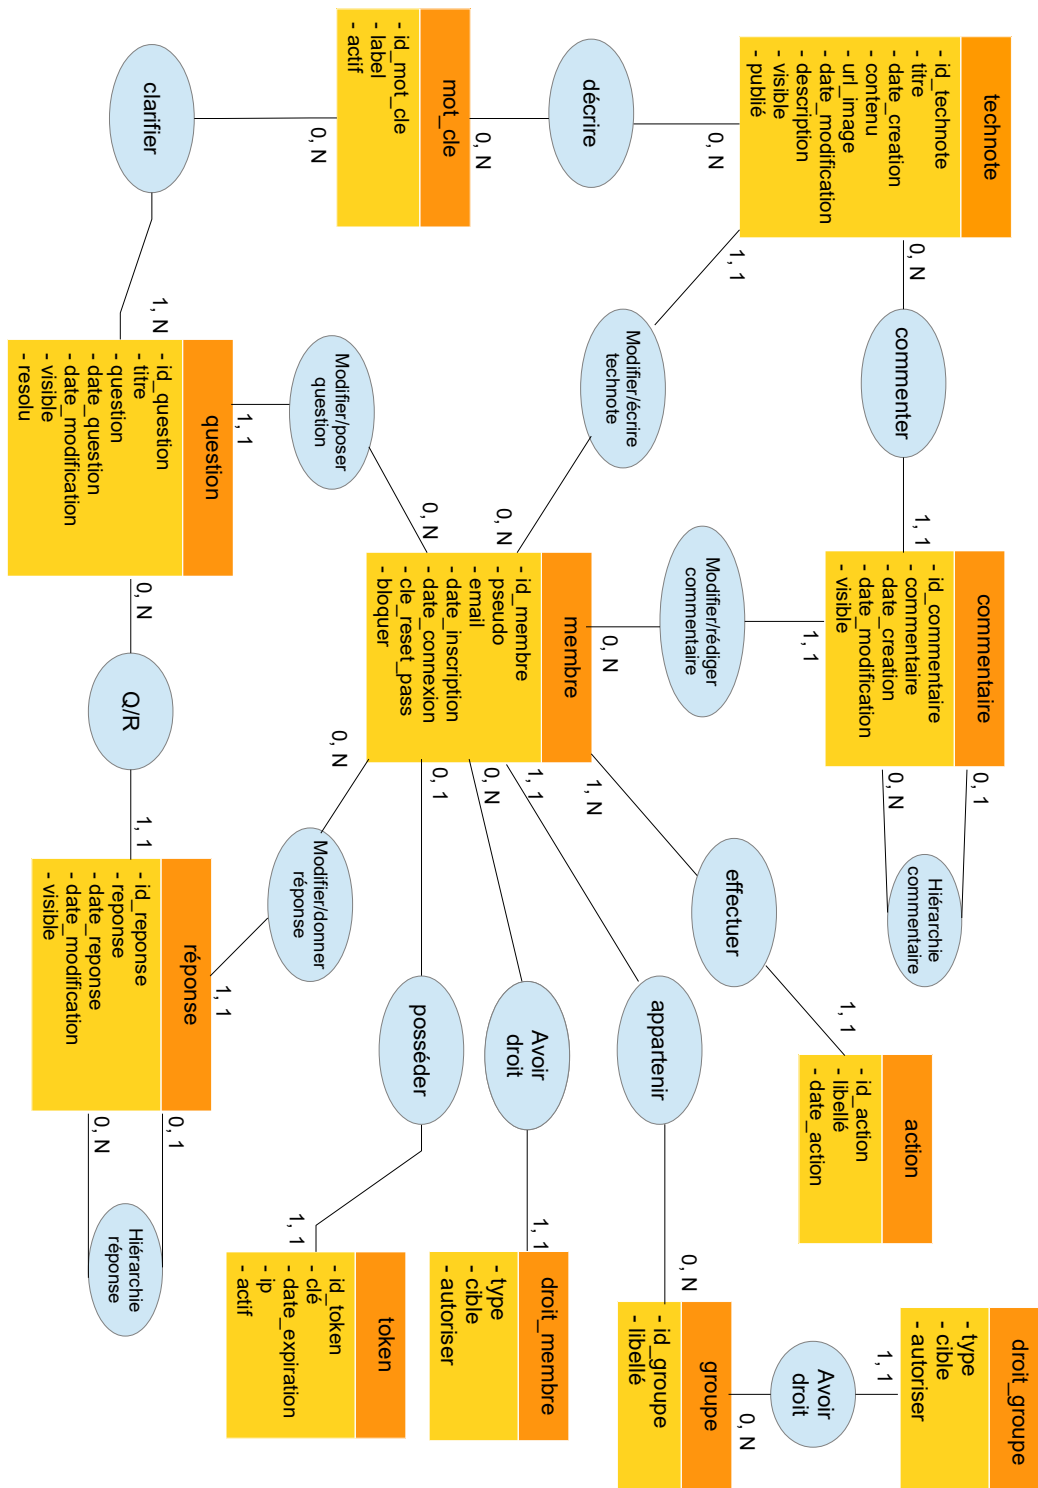 technote
- id_technote
- titre
- date_creation
- contenu
- url_image
- date_modification
- description
- visible
- publié
0, N
décrire
0, N
mot_cle
- id_mot_cle
- label
- actif
0, N
clarifier
1, N
0, N
commenter
1, 1
1, 1
Modifier/écrire
technote
0, N
question
- id_question
- titre
- question
- date_question
- date_modification
- visible
- resolu
1, 1
Modifier/poser
question
0, N
commentaire
- id_commentaire
- commentaire
- date_creation
- date_modification
- visible
1, 1
Modifier/rédiger
commentaire
0, N
0, 1
0, N
Hiérarchie
commentaire
membre
- id_membre
- pseudo
- email
- date_inscription
- date_connexion
- cle_reset_pass
- bloquer
0, N
Q/R
1, 1
1, N
effectuer
1, 1
action
- id_action
- libellé
- date_action
1, 1
appartenir
0, N
0, N
Avoir
droit
1, 1
0, 1
posséder
1, 1
0, N
Modifier/donner
réponse
1, 1
réponse
- id_reponse
- reponse
- date_reponse
- date_modification
- visible
0, 1
0, N
Hiérarchie
réponse
droit_groupe
- type
- cible
- autoriser
1, 1
Avoir
droit
0, N
groupe
- id_groupe
- libellé
droit_membre
- type
- cible
- autoriser
token
- id_token
- clé
- date_expiration
- ip
- actif